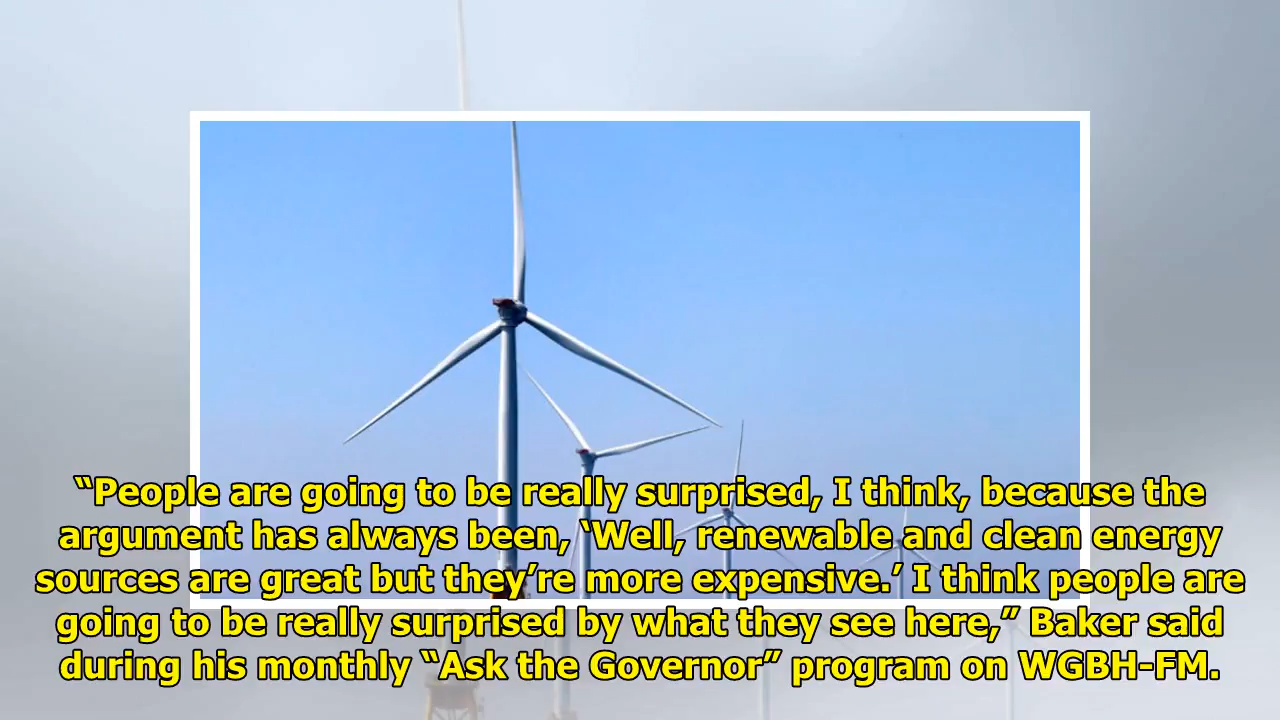 “People are going to be really surprised, I think, because the
argument has always been, ‘Well, renewable and clean energy
sources are great but they’re more expensive.’ I think people are
going to be really surprised by what they see here,” Baker said
during his monthly “Ask the Governor” program on WGBH-FM.